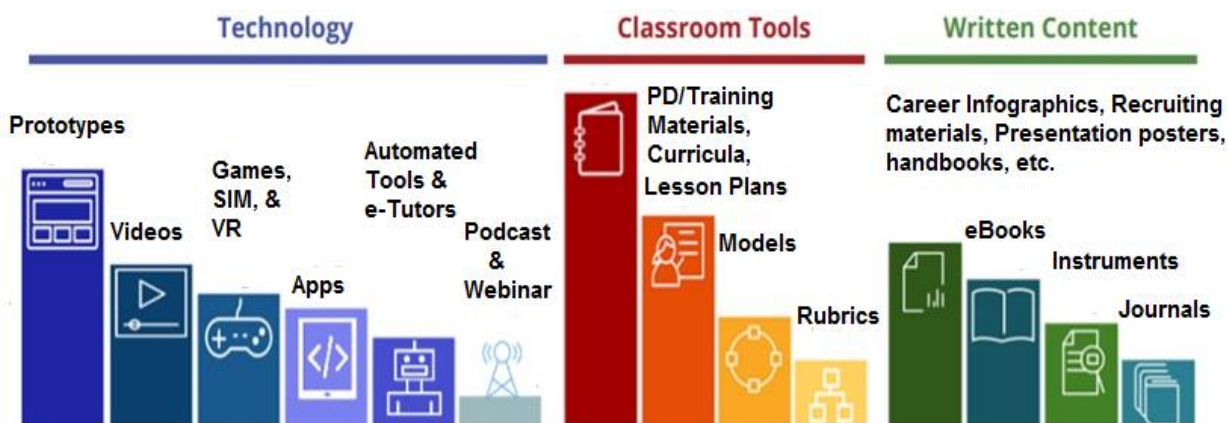 Technology
Classroom Tools
Written Content
Prototypes
Videos
Games,
SIM, &
VR
Apps
Automated
Tools &
e-Tutors
Podcast
&
Webinar
PD/Training
Materials,
Curricula,
Lesson Plans
Models
Rubrics
Career Infographics, Recruiting
materials, Presentation posters,
handbooks, etc.
eBooks
Instruments
Journals